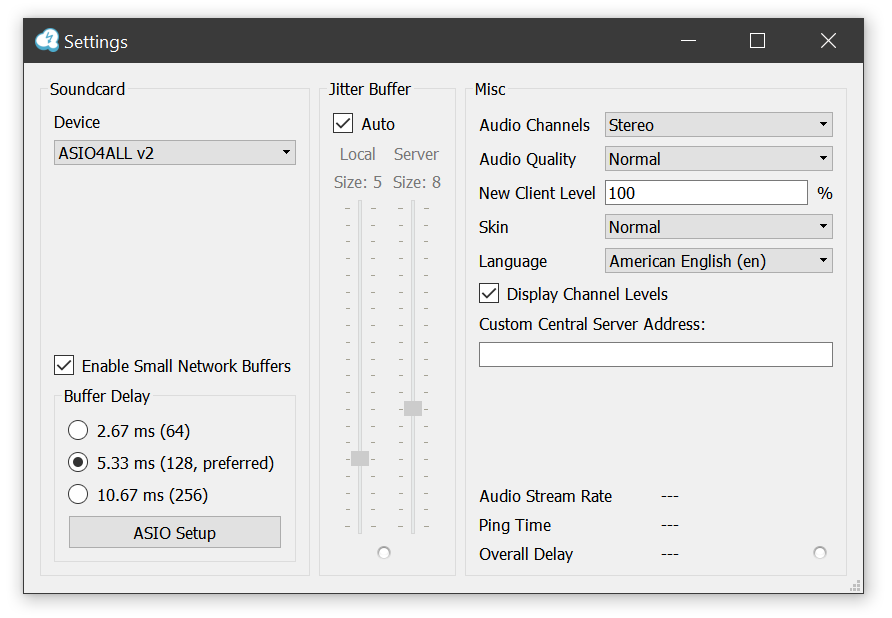 Settings
Soundcard
Device
ASIO4ALL v2
Enable Small Network Buffers
Buffer Delay
2.67 ms (64)
5.33 ms (128, preferred)
10.67 ms (256)
ASIO Setup
Jitter Buffer
Auto
Local Server
Size: 5 Size: 8
Misc
Audio Channels Stereo
Audio Quality Normal
New Client Level 100 %
Skin Normal
Language American English (en)
Display Channel Levels
Custom Central Server Address:
Audio Stream Rate ---
Ping Time ---
Overall Delay ---